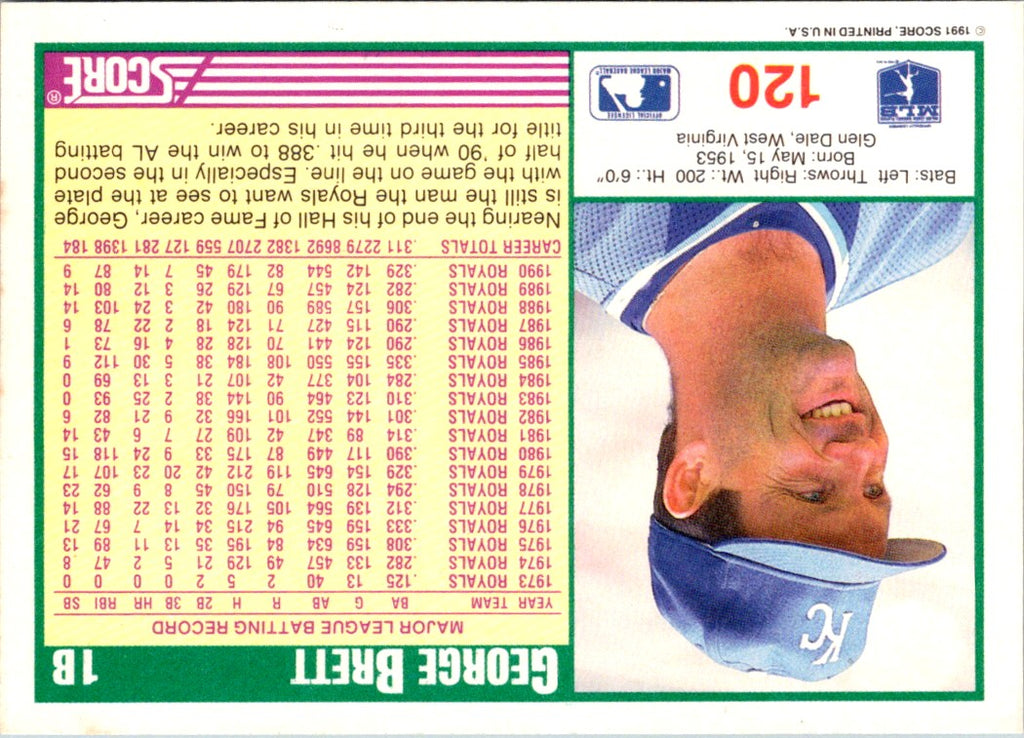 GEORGE BRETT 1B
MAJOR LEAGUE BATTING RECORD
YEAR TEAM BA G AB R H 2B 3B HR RBI SB
1973 ROYALS .125 13 40 2 5 2 0 0 0 0
1974 ROYALS .282 133 457 49 129 21 5 2 47 8
1975 ROYALS .308 159 634 84 195 35 13 11 89 13
1976 ROYALS .333 159 645 94 215 34 14 7 67 21
1977 ROYALS .312 139 564 105 176 32 13 22 88 14
1978 ROYALS .294 128 510 79 150 45 8 9 62 23
1979 ROYALS .329 154 645 119 212 42 20 23 107 17
1980 ROYALS .390 117 449 87 175 33 9 24 118 15
1981 ROYALS .314 89 347 42 109 27 7 6 43 14
1982 ROYALS .301 144 552 101 166 32 9 21 82 6
1983 ROYALS .310 123 464 90 144 38 2 25 93 0
1984 ROYALS .284 104 377 42 107 21 3 13 69 0
1985 ROYALS .335 155 550 108 184 38 5 30 112 9
1986 ROYALS .290 124 441 70 128 28 4 16 73 1
1987 ROYALS .290 115 427 71 124 18 2 22 78 6
1988 ROYALS .306 157 589 90 180 42 3 24 103 14
1989 ROYALS .282 124 457 67 129 26 3 12 80 14
1990 ROYALS .329 142 544 82 179 45 7 14 87 9
CAREER TOTALS .311 2279 8692 1382 2707 559 127 281 1398 184
Nearing the end of his Hall of Fame career, George
is still the man the Royals want to see at the plate
with the game on the line. Especially in the second
half of '90 when he hit .388 to win the AL batting
title for the third time in his career.
SCORE®
KC
Bats: Left Throws: Right Wt.: 200 Ht.: 6'0"
Born: May 15, 1953
Glen Dale, West Virginia
MLB
120
OFFICIAL LICENSEE
MAJOR LEAGUE BASEBALL
© 1991 SCORE, PRINTED IN U.S.A.